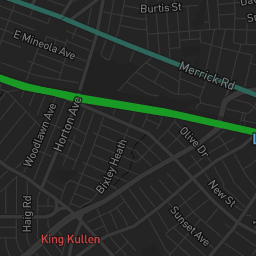 Burtis St
E Mineola Ave
Merrick Rd
Woodlawn Ave
Horton Ave
Olive Dr
Bixley Heath
New St
Haig Rd
Sunset Ave
King Kullen